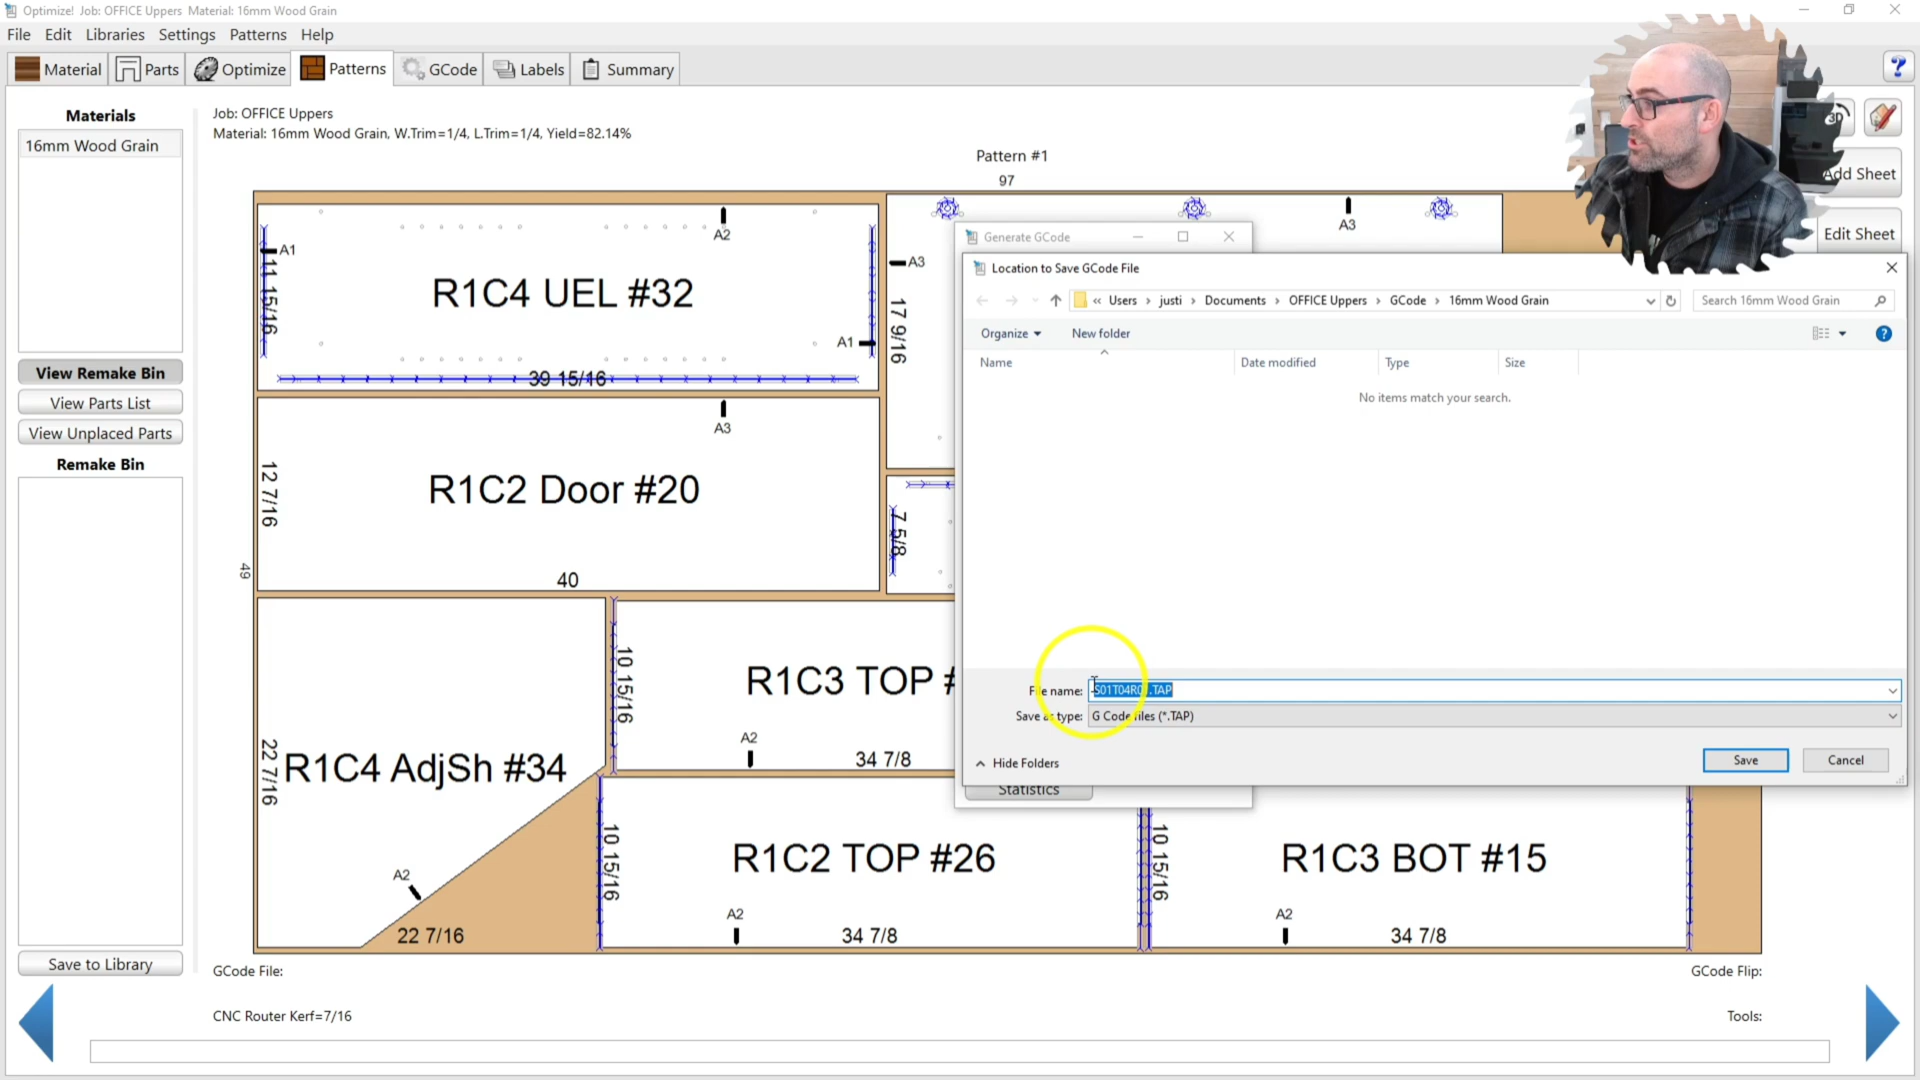 Optimize! Job: OFFICE Uppers Material: 16mm Wood Grain
File Edit Libraries Settings Patterns Help
Material Parts Optimize Patterns GCode Labels Summary
Materials
16mm Wood Grain
View Remake Bin
View Parts List
View Unplaced Parts
Remake Bin
Save to Library
Job: OFFICE Uppers
Material: 16mm Wood Grain, W.Trim=1/4, L.Trim=1/4, Yield=82.14%
Pattern #1
97
49
A1
11 15/16
A2
R1C4 UEL #32
A1
39 15/16
A3
17 9/16
A3
A3
12 7/16
R1C2 Door #20
40
7 5/8
22 7/16
R1C4 AdjSh #34
A2
22 7/16
10 15/16
R1C3 TOP #
A2
34 7/8
10 15/16
R1C2 TOP #26
A2
34 7/8
10 15/16
R1C3 BOT #15
A2
34 7/8
3D
Add Sheet
Edit Sheet
Generate GCode
Statistics
Location to Save GCode File
« Users › justi › Documents › OFFICE Uppers › GCode › 16mm Wood Grain
Search 16mm Wood Grain
Organize New folder
Name Date modified Type Size
No items match your search.
File name:
Save as type: G Code files (*.TAP)
Hide Folders
Save Cancel
GCode File:
GCode Flip:
CNC Router Kerf=7/16
Tools: